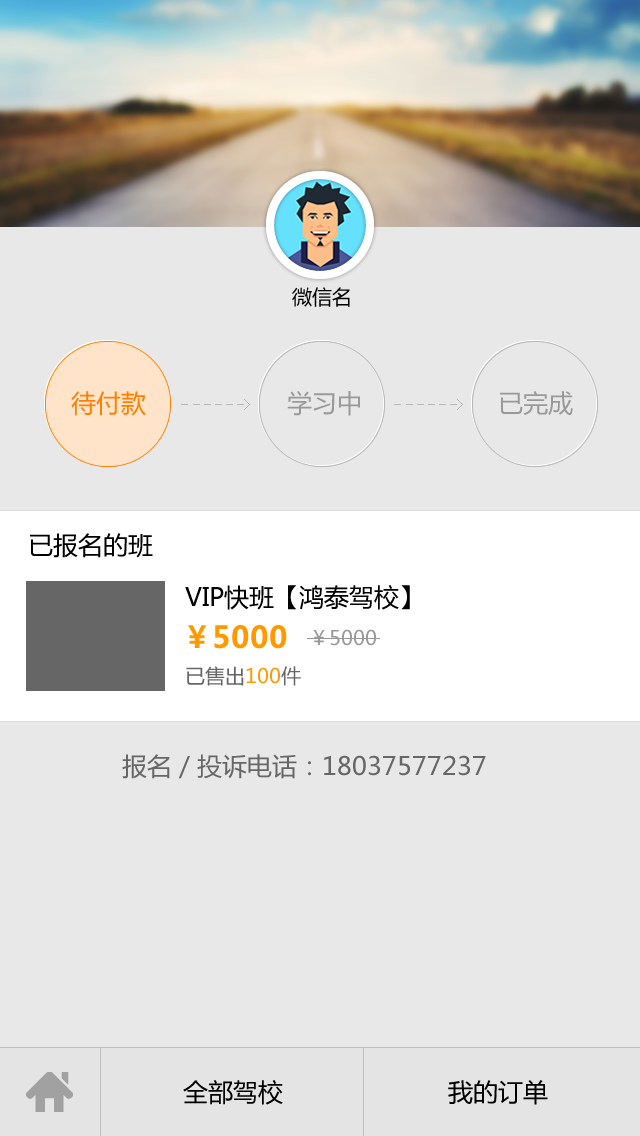 微信名
待付款
学习中
已完成
已报名的班
VIP快班【鸿泰驾校】
¥5000 ¥5000
已售出100件
报名 / 投诉电话：18037577237
全部驾校
我的订单